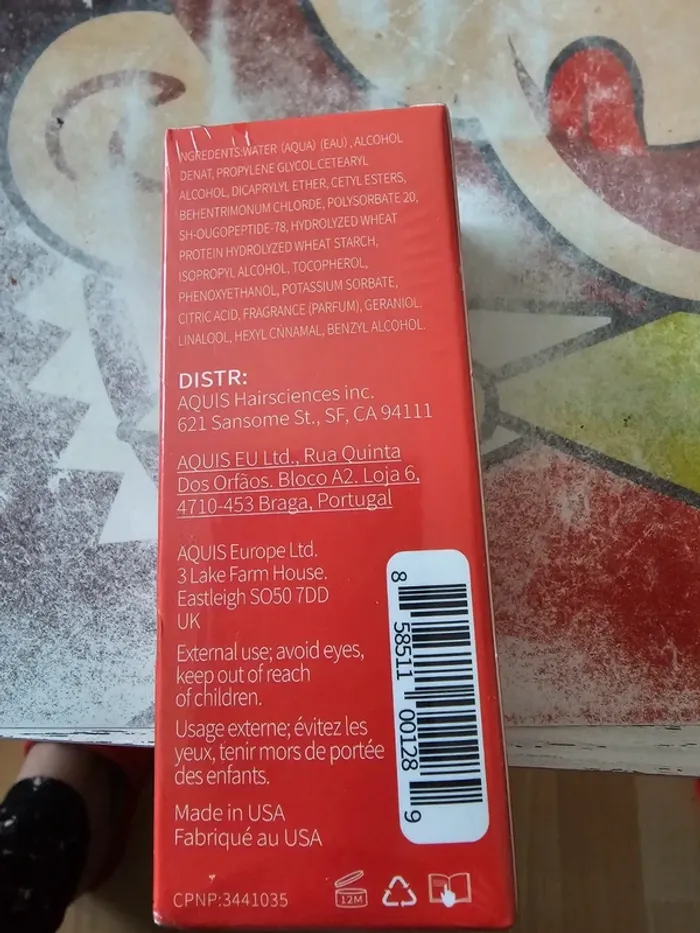 NGREDENTS:WATER (AQUA) (EAU), ALCOHOL
DENAT, PROPYLENE GLYCOL.CETEARYL
ALCOHOL, DICAPRYLYL ETHER, CETYL ESTERS,
BEHENTRIMONUM CHLORDE, POLYSORBATE 20,
SH-OUGOPEPTIDE-78, HYDROLYZED WHEAT
PROTEIN HYDROLYZED WHEAT STARCH,
ISOPROPYL ALCOHOL, TOCOPHEROL,
PHENOXYETHANOL, POTASSIUM SORBATE,
CITRIC ACID, FRAGRANCE (PARFUM), GERANIOL.
LINALOOL, HEXYL CNNAMAL, BENZYL ALCOHOL.
DISTR:
AQUIS Hairsciences inc.
621 Sansome St., SF, CA 94111
AQUIS EU Ltd., Rua Quinta
Dos Orfãos. Bloco A2. Loja 6,
4710-453 Braga, Portugal
AQUIS Europe Ltd.
3 Lake Farm House.
Eastleigh SO50 7DD
UK
External use; avoid eyes,
keep out of reach
of children.
Usage externe; évitez les
yeux, tenir mors de portée
des enfants.
Made in USA
Fabriqué au USA
8 58511 00128 9
CPNP:3441035
12M